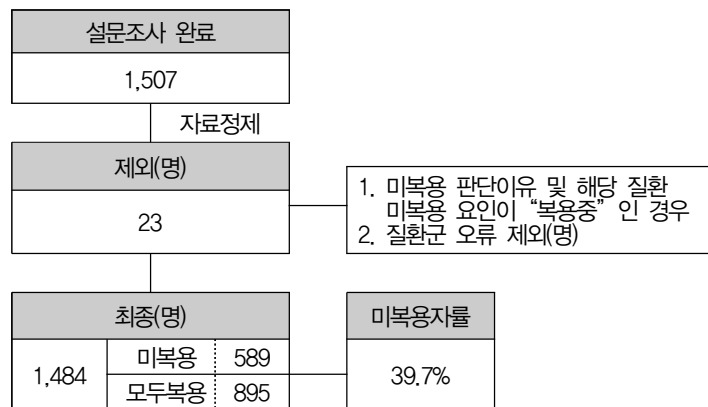 설문조사 완료
1,507
자료정제
제외(명)
23
1. 미복용 판단이유 및 해당 질환
미복용 요인이 “복용중” 인 경우
2. 질환군 오류 제외(명)
최종(명)
1,484
미복용 589
모두복용 895
미복용자률
39.7%